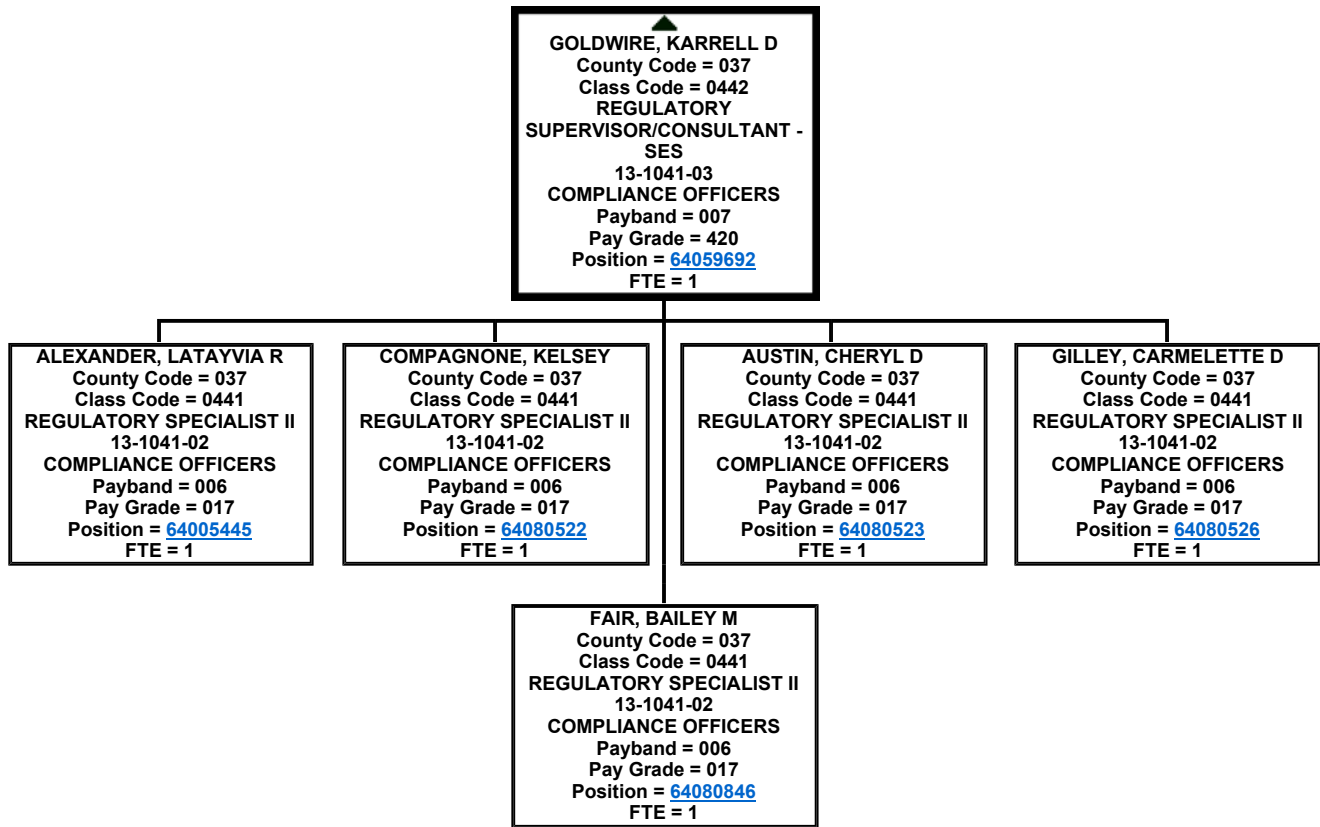 GOLDWIRE, KARRELL D
County Code = 037
Class Code = 0442
REGULATORY
SUPERVISOR/CONSULTANT -
SES
13-1041-03
COMPLIANCE OFFICERS
Payband = 007
Pay Grade = 420
Position = 64059692
FTE = 1
ALEXANDER, LATAYVIA R
County Code = 037
Class Code = 0441
REGULATORY SPECIALIST II
13-1041-02
COMPLIANCE OFFICERS
Payband = 006
Pay Grade = 017
Position = 64005445
FTE = 1
COMPAGNONE, KELSEY
County Code = 037
Class Code = 0441
REGULATORY SPECIALIST II
13-1041-02
COMPLIANCE OFFICERS
Payband = 006
Pay Grade = 017
Position = 64080522
FTE = 1
AUSTIN, CHERYL D
County Code = 037
Class Code = 0441
REGULATORY SPECIALIST II
13-1041-02
COMPLIANCE OFFICERS
Payband = 006
Pay Grade = 017
Position = 64080523
FTE = 1
GILLEY, CARMELETTE D
County Code = 037
Class Code = 0441
REGULATORY SPECIALIST II
13-1041-02
COMPLIANCE OFFICERS
Payband = 006
Pay Grade = 017
Position = 64080526
FTE = 1
FAIR, BAILEY M
County Code = 037
Class Code = 0441
REGULATORY SPECIALIST II
13-1041-02
COMPLIANCE OFFICERS
Payband = 006
Pay Grade = 017
Position = 64080846
FTE = 1